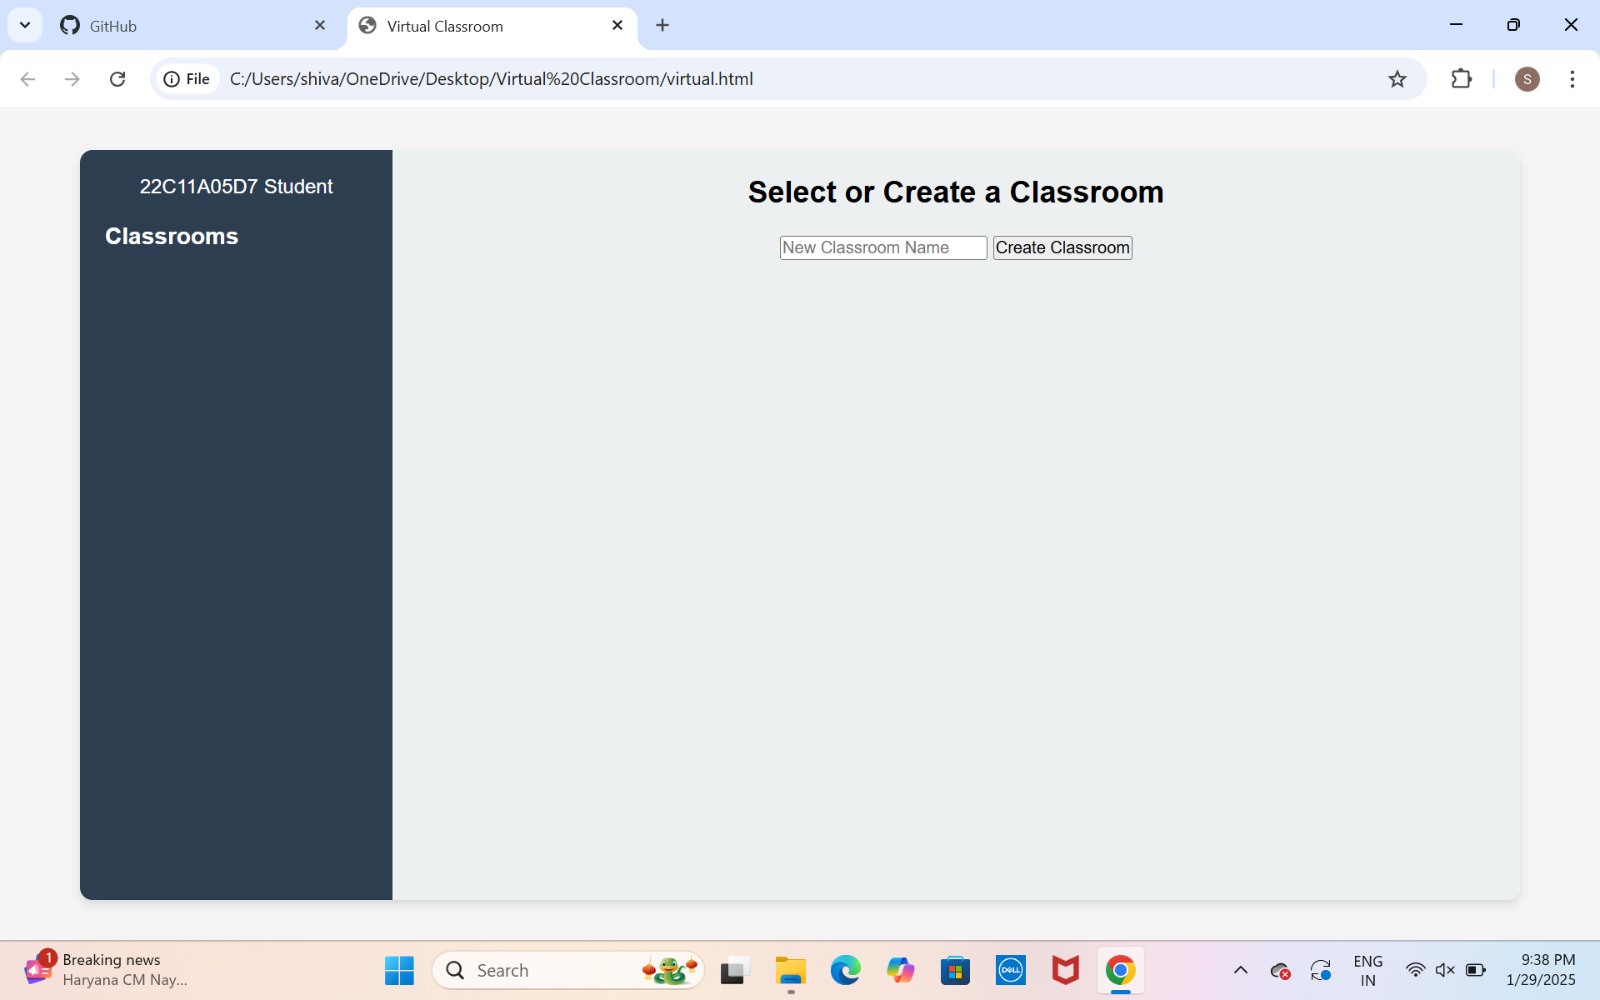 GitHub
Virtual Classroom
File
C:/Users/shiva/OneDrive/Desktop/Virtual%20Classroom/virtual.html
S
22C11A05D7 Student
Classrooms
Select or Create a Classroom
New Classroom Name
Create Classroom
1
Breaking news
Haryana CM Nay...
Search
DELL
ENG
IN
9:38 PM
1/29/2025